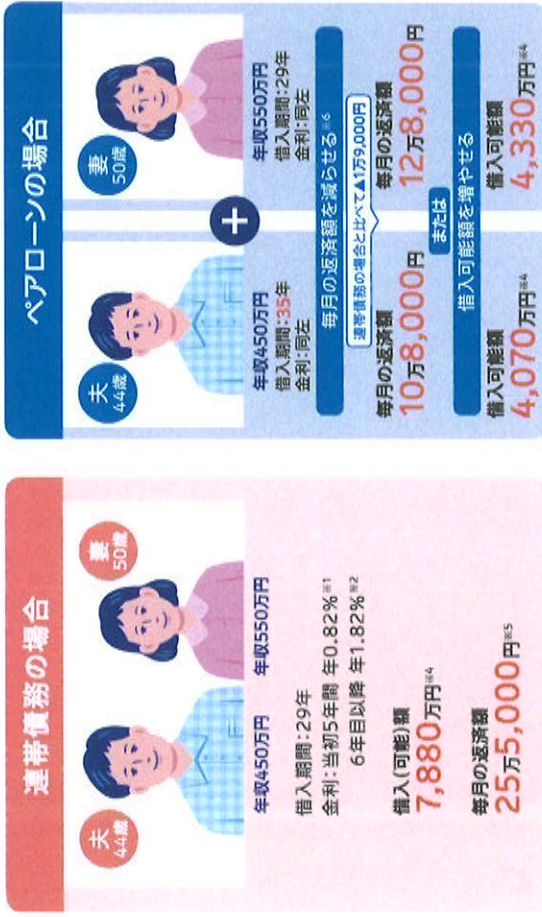 連帯債務の場合
夫
44歳
妻
50歳
年収450万円
年収550万円
借入期間:29年
金利:当初5年間 年0.82%※1
6年目以降 年1.82%※2
借入(可能)額
7,880万円※4
毎月の返済額
25万5,000円※5
ペアローンの場合
夫
44歳
妻
50歳
+
年収450万円
借入期間:35年
金利:同左
年収550万円
借入期間:29年
金利:同左
毎月の返済額を減らせる※6
連帯債務の場合と比べて▲1万9,000円
毎月の返済額
10万8,000円
毎月の返済額
12万8,000円
または
借入可能額を増やせる
借入可能額
4,070万円※4
借入可能額
4,330万円※4